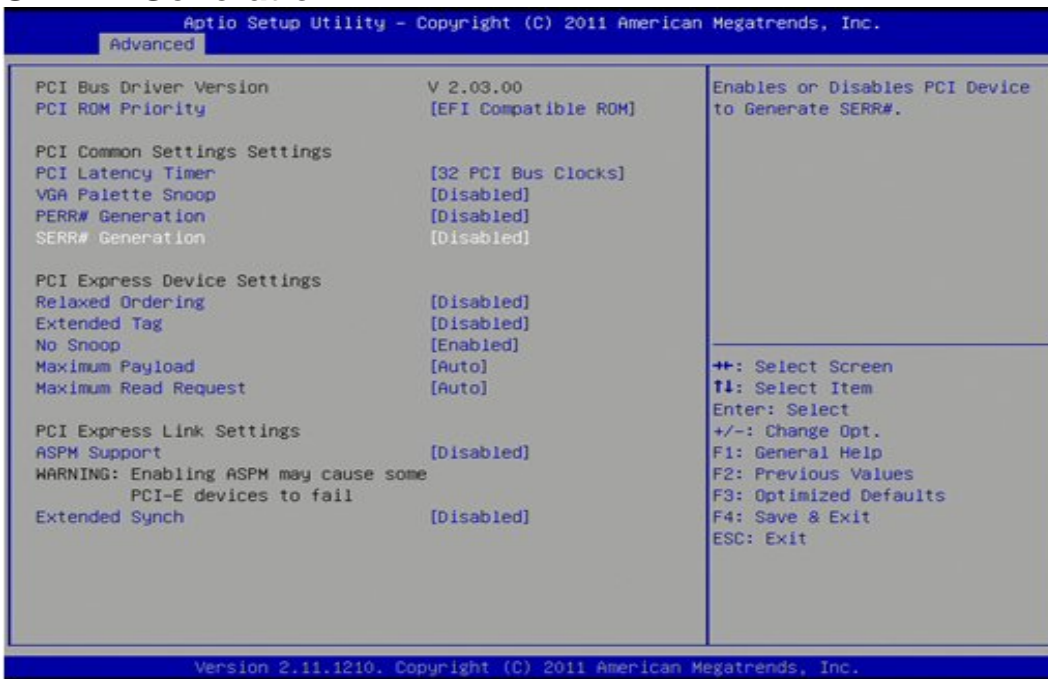 Aptio Setup Utility – Copyright (C) 2011 American Megatrends, Inc.
Advanced
PCI Bus Driver Version V 2.03.00
PCI ROM Priority [EFI Compatible ROM]
PCI Common Settings Settings
PCI Latency Timer [32 PCI Bus Clocks]
VGA Palette Snoop [Disabled]
PERR# Generation [Disabled]
SERR# Generation [Disabled]
PCI Express Device Settings
Relaxed Ordering [Disabled]
Extended Tag [Disabled]
No Snoop [Enabled]
Maximum Payload [Auto]
Maximum Read Request [Auto]
PCI Express Link Settings
ASPM Support [Disabled]
WARNING: Enabling ASPM may cause some
PCI-E devices to fail
Extended Synch [Disabled]
Enables or Disables PCI Device
to Generate SERR#.
→←: Select Screen
↑↓: Select Item
Enter: Select
+/-: Change Opt.
F1: General Help
F2: Previous Values
F3: Optimized Defaults
F4: Save & Exit
ESC: Exit
Version 2.11.1210. Copyright (C) 2011 American Megatrends, Inc.